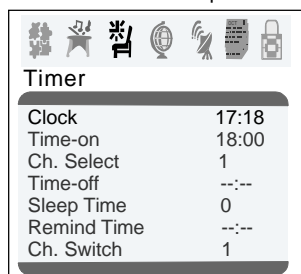 Timer
Clock 17:18
Time-on 18:00
Ch. Select 1
Time-off --:--
Sleep Time 0
Remind Time --:--
Ch. Switch 1